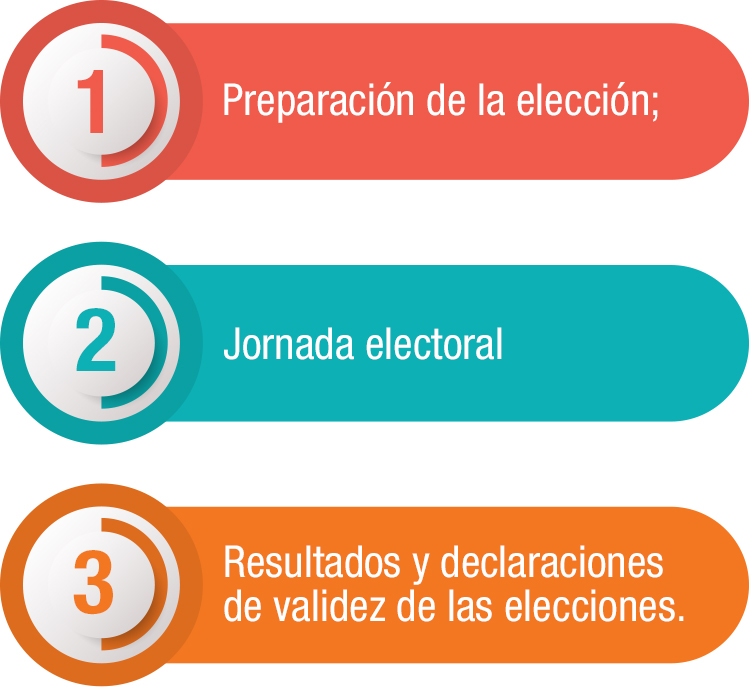 1
Preparación de la elección;
2
Jornada electoral
3
Resultados y declaraciones
de validez de las elecciones.